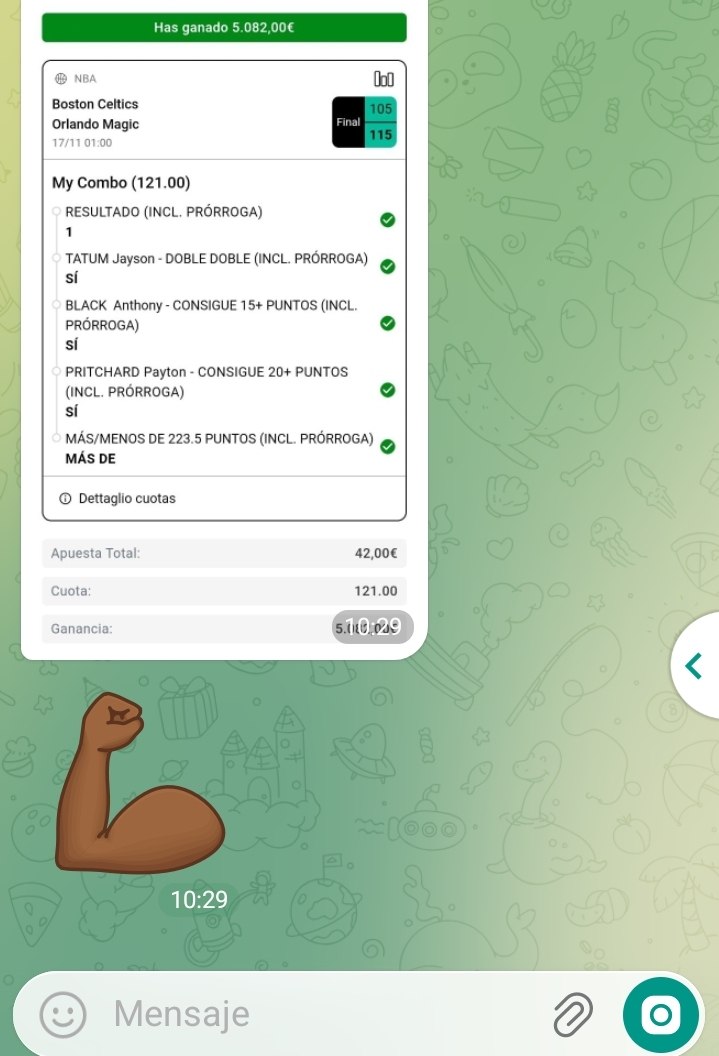 Has ganado 5.082,00€
NBA
Boston Celtics
Orlando Magic
17/11 01:00
Final
105
115
My Combo (121.00)
RESULTADO (INCL. PRÓRROGA)
1
TATUM Jayson - DOBLE DOBLE (INCL. PRÓRROGA)
SÍ
BLACK Anthony - CONSIGUE 15+ PUNTOS (INCL.
PRÓRROGA)
SÍ
PRITCHARD Payton - CONSIGUE 20+ PUNTOS
(INCL. PRÓRROGA)
SÍ
MÁS/MENOS DE 223.5 PUNTOS (INCL. PRÓRROGA)
MÁS DE
Dettaglio cuotas
Apuesta Total: 42,00€
Cuota: 121.00
Ganancia:
10:29
10:29
Mensaje